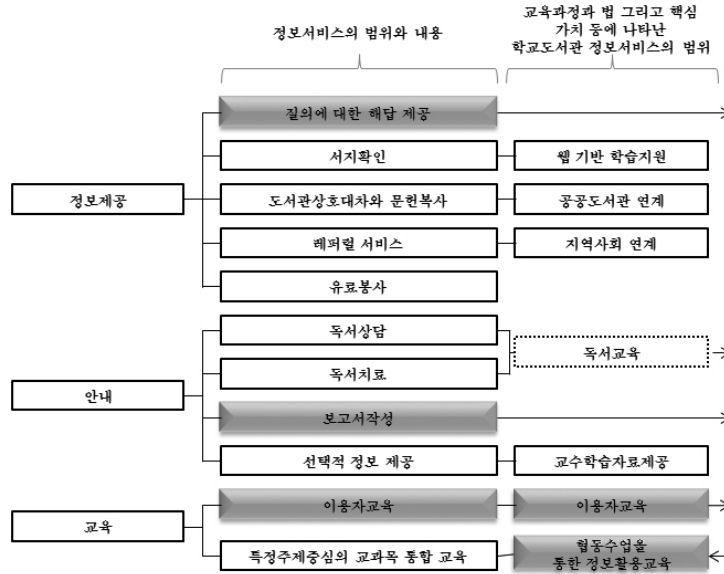 정보서비스의 범위와 내용
교육과정과 법 그리고 핵심
가치 등에 나타난
학교도서관 정보서비스의 범위
질의에 대한 해답 제공
서지확인
웹 기반 학습지원
정보제공
도서관상호대차와 문헌복사
공공도서관 연계
레퍼럴 서비스
지역사회 연계
유료봉사
독서상담
독서교육
독서치료
안내
보고서작성
선택적 정보 제공
교수학습자료제공
이용자교육
이용자교육
교육
특정주제중심의 교과목 통합 교육
협동수업을
통한 정보활용교육